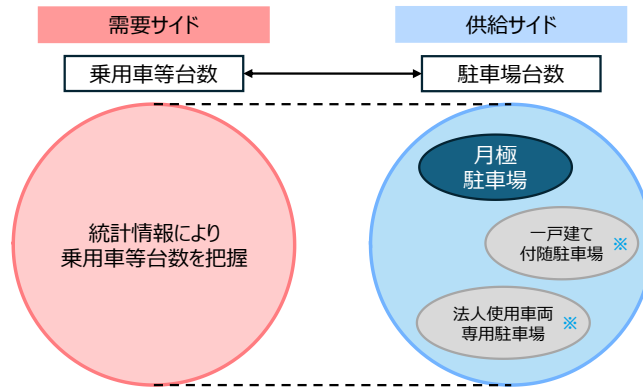 需要サイド
供給サイド
乗用車等台数
駐車場台数
統計情報により
乗用車等台数を把握
月極
駐車場
一戸建て
付随駐車場
※
法人使用車両
専用駐車場
※